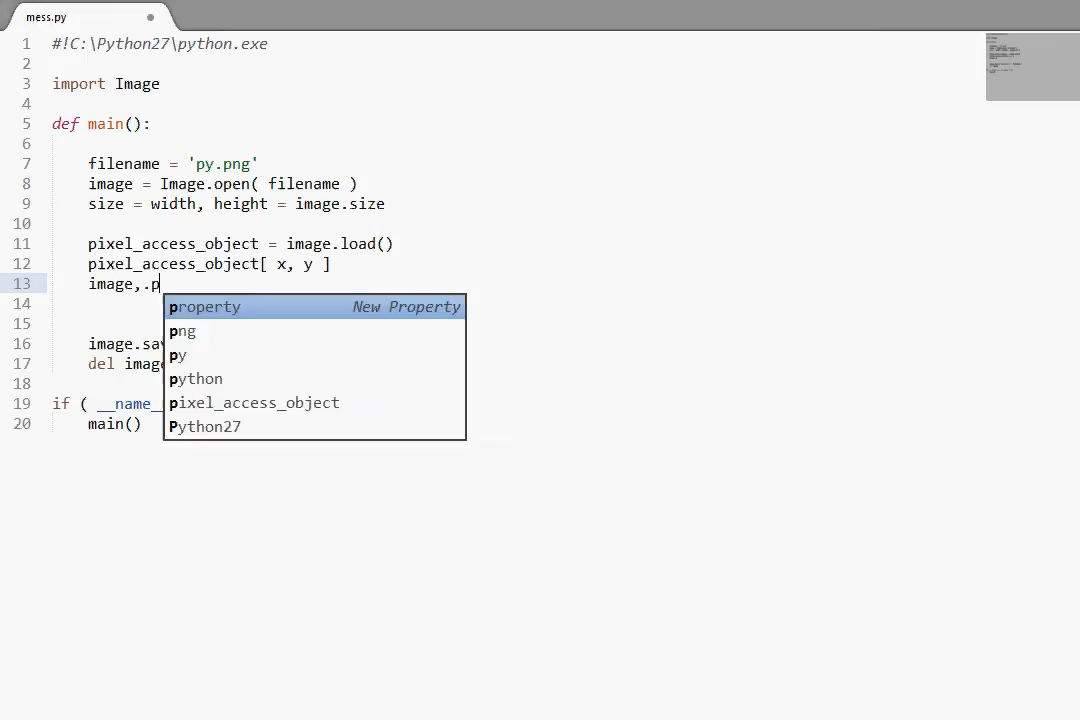 mess.py
1 #!C:\Python27\python.exe
2
3 import Image
4
5 def main():
6
7 filename = 'py.png'
8 image = Image.open( filename )
9 size = width, height = image.size
10
11 pixel_access_object = image.load()
12 pixel_access_object[ x, y ]
13 image,.p
property New Property
14
png
15
16 image.sav
py
17 del image
python
18
19 if ( __name_
pixel_access_object
20 main()
Python27